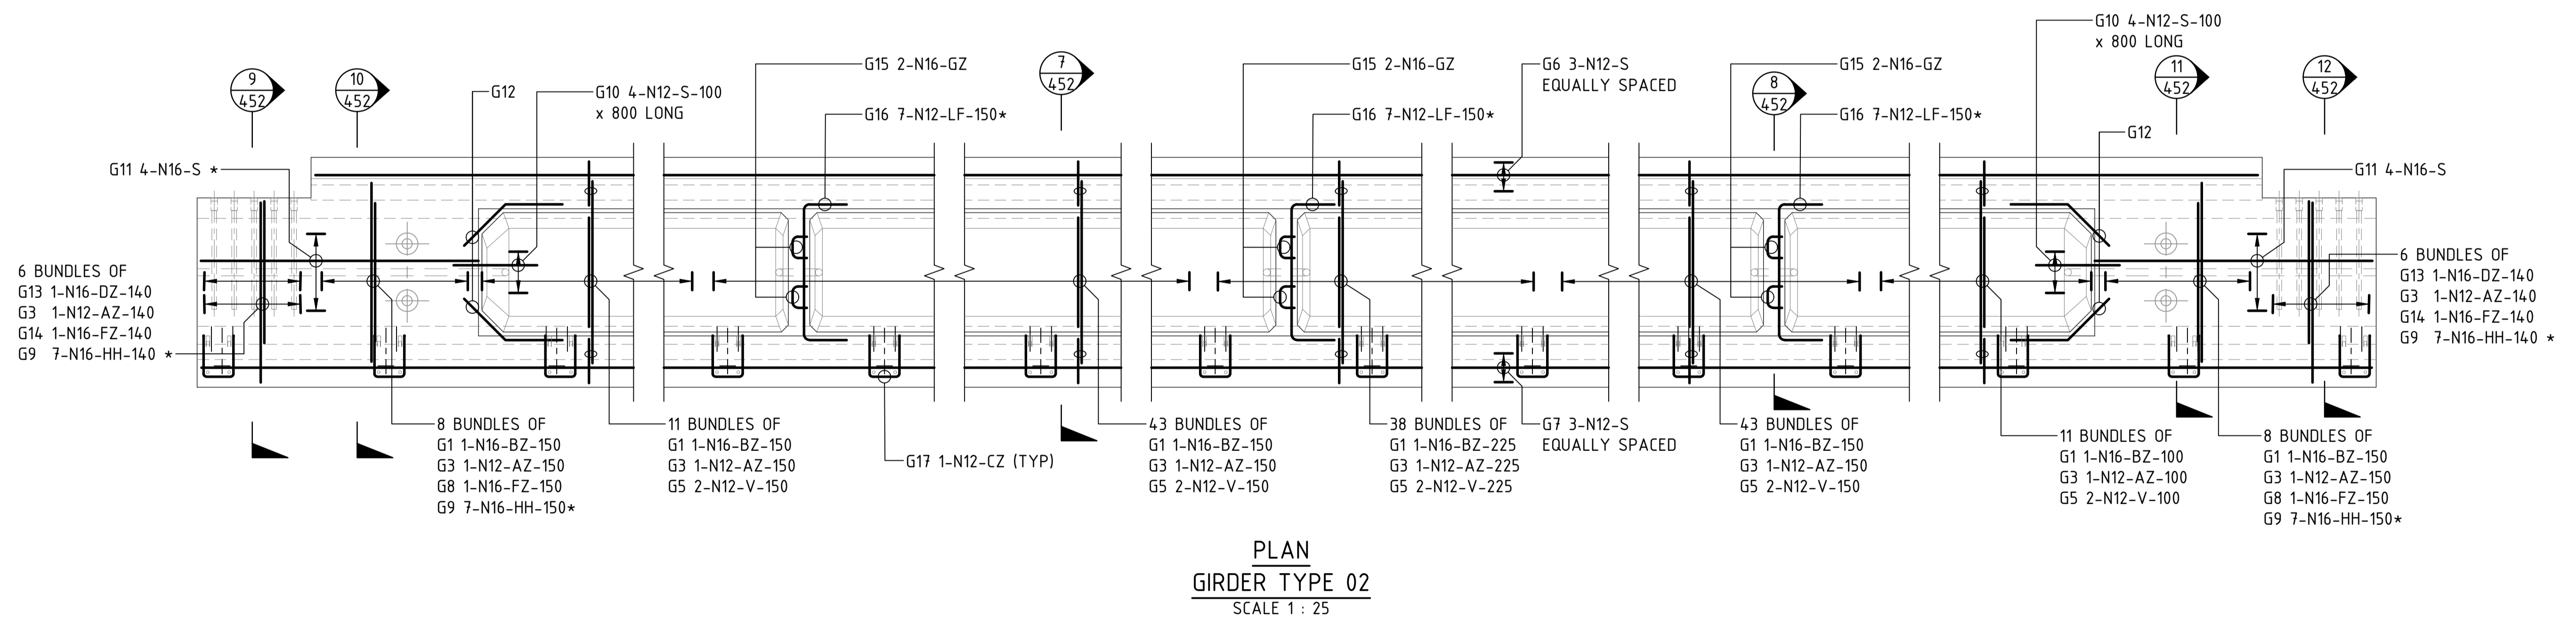 G10 4-N12-S-100
x 800 LONG
9
452
10
452
G12
G10 4-N12-S-100
x 800 LONG
G15 2-N16-GZ
G16 7-N12-LF-150*
7
452
G15 2-N16-GZ
G16 7-N12-LF-150*
G6 3-N12-S
EQUALLY SPACED
8
452
G15 2-N16-GZ
G16 7-N12-LF-150*
11
452
G12
12
452
G11 4-N16-S *
G11 4-N16-S
6 BUNDLES OF
G13 1-N16-DZ-140
G3 1-N12-AZ-140
G14 1-N16-FZ-140
G9 7-N16-HH-140 *
6 BUNDLES OF
G13 1-N16-DZ-140
G3 1-N12-AZ-140
G14 1-N16-FZ-140
G9 7-N16-HH-140 *
8 BUNDLES OF
G1 1-N16-BZ-150
G3 1-N12-AZ-150
G8 1-N16-FZ-150
G9 7-N16-HH-150*
11 BUNDLES OF
G1 1-N16-BZ-150
G3 1-N12-AZ-150
G5 2-N12-V-150
G17 1-N12-CZ (TYP)
43 BUNDLES OF
G1 1-N16-BZ-150
G3 1-N12-AZ-150
G5 2-N12-V-150
38 BUNDLES OF
G1 1-N16-BZ-225
G3 1-N12-AZ-225
G5 2-N12-V-225
G7 3-N12-S
EQUALLY SPACED
43 BUNDLES OF
G1 1-N16-BZ-150
G3 1-N12-AZ-150
G5 2-N12-V-150
11 BUNDLES OF
G1 1-N16-BZ-100
G3 1-N12-AZ-100
G5 2-N12-V-100
8 BUNDLES OF
G1 1-N16-BZ-150
G3 1-N12-AZ-150
G8 1-N16-FZ-150
G9 7-N16-HH-150*
PLAN
GIRDER TYPE 02
SCALE 1 : 25